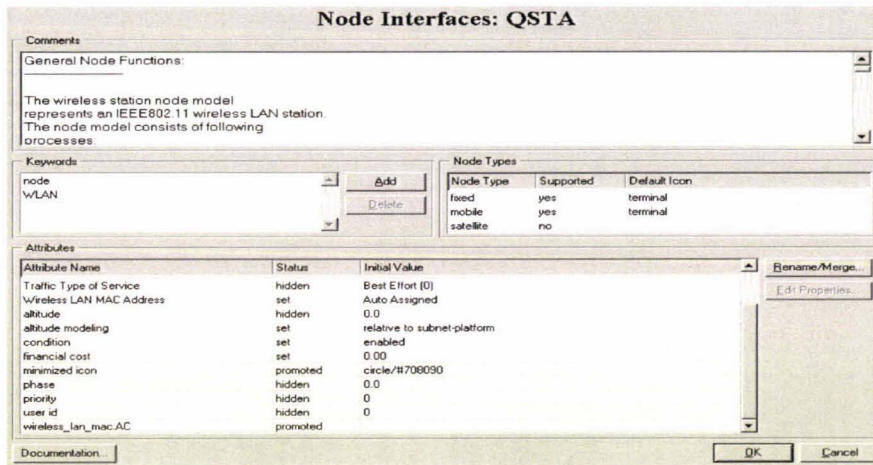 Node Interfaces: QSTA
Comments
General Node Functions:
The wireless station node model
represents an IEEE802.11 wireless LAN station.
The node model consists of following
processes:
Keywords
node
WLAN
Add
Delete
Node Types
Node Type Supported Default Icon
fixed yes terminal
mobile yes terminal
satellite no
Attributes
Attribute Name Status Initial Value
Traffic Type of Service hidden Best Effort (0)
Wireless LAN MAC Address set Auto Assigned
altitude hidden 0.0
altitude modeling set relative to subnet-platform
condition set enabled
financial cost set 0.00
minimized icon promoted circle/#708090
phase hidden 0.0
priority hidden 0
user id hidden 0
wireless_lan_mac.AC promoted
Rename/Merge...
Edit Properties...
Documentation...
OK
Cancel